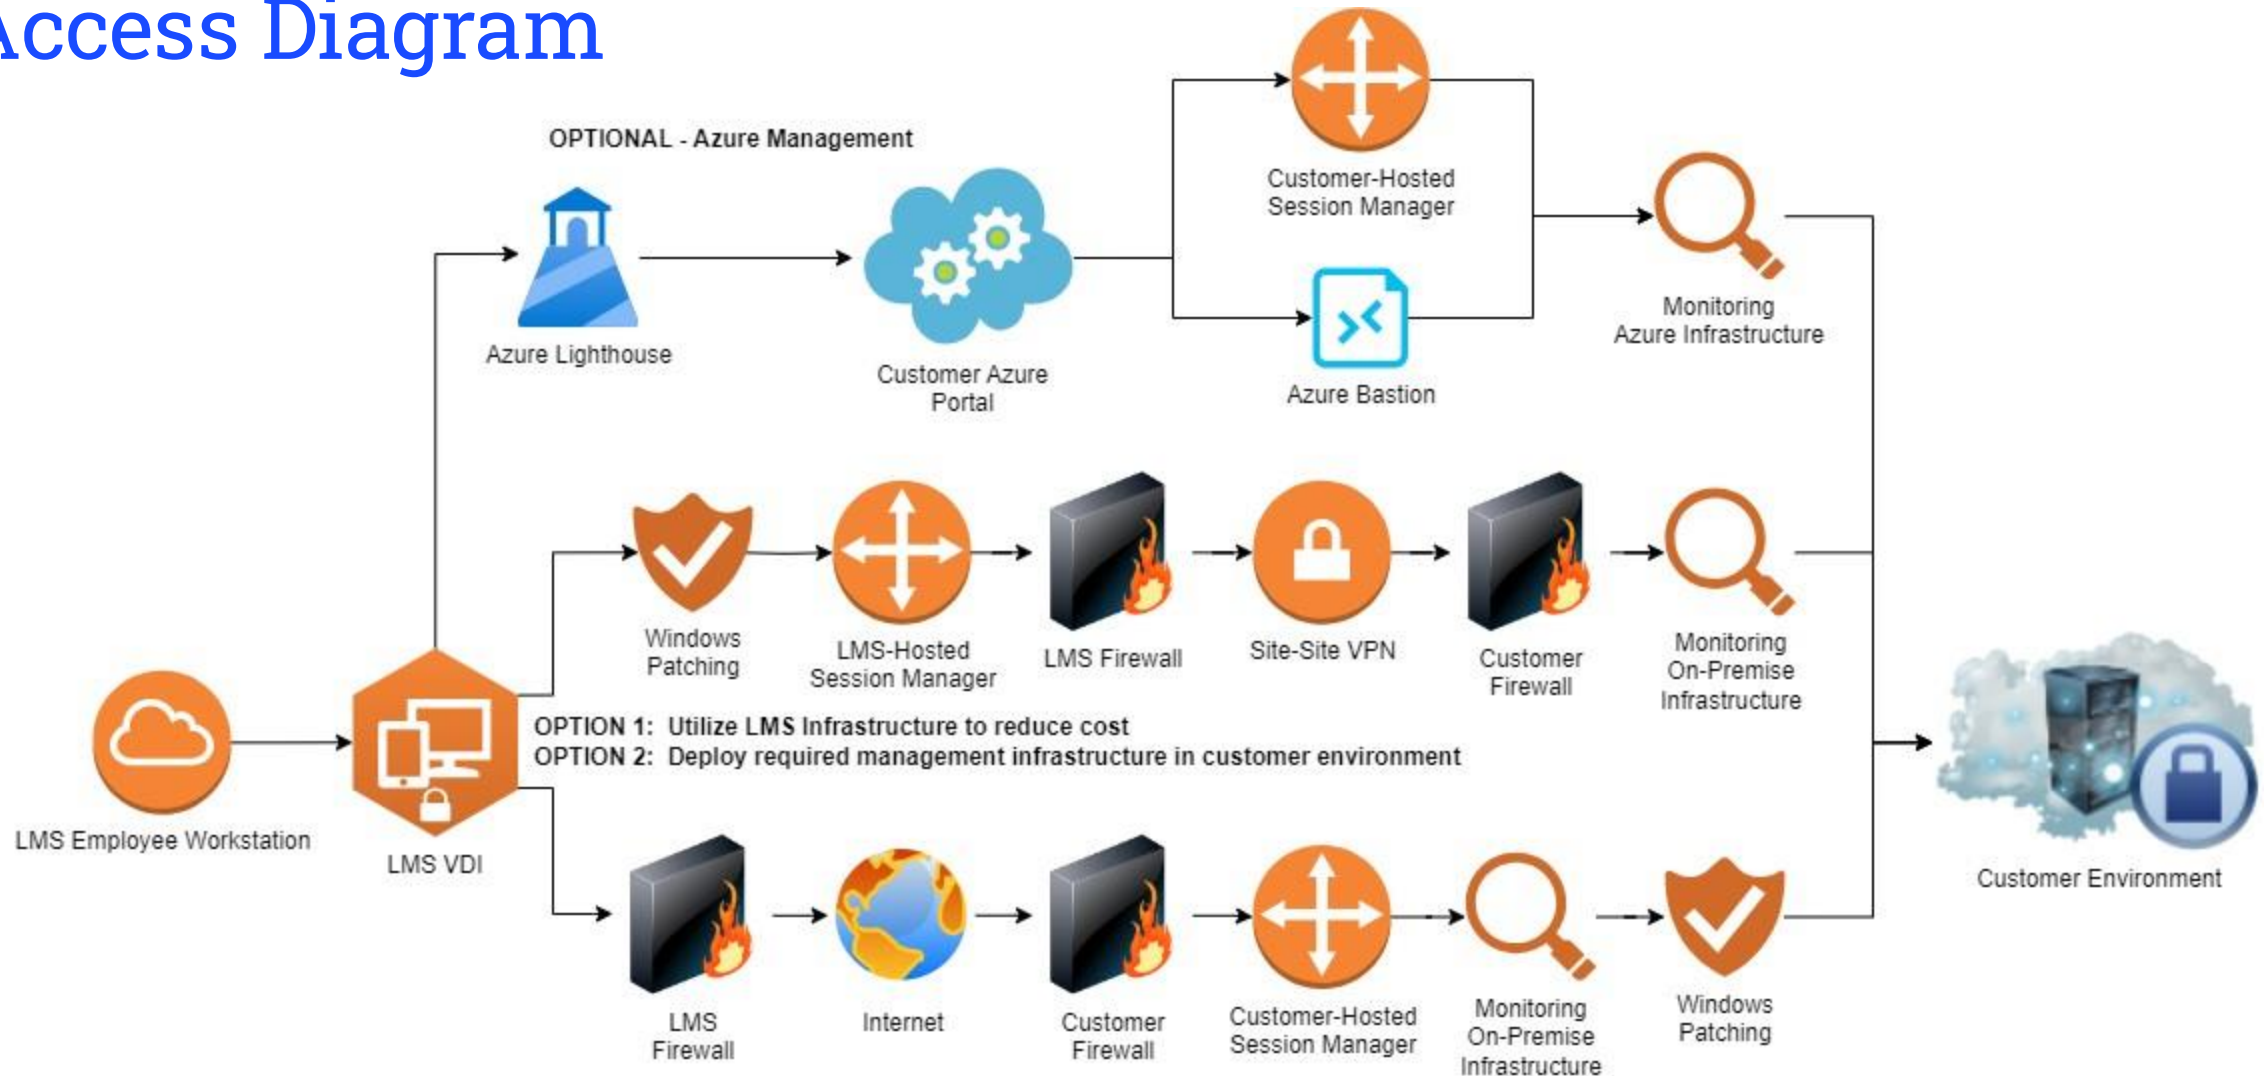 Access Diagram
OPTIONAL - Azure Management
Customer-Hosted
Session Manager
Azure Lighthouse
Customer Azure
Portal
Azure Bastion
Monitoring
Azure Infrastructure
Windows
Patching
LMS-Hosted
Session Manager
LMS Firewall
Site-Site VPN
Customer
Firewall
Monitoring
On-Premise
Infrastructure
OPTION 1: Utilize LMS Infrastructure to reduce cost
OPTION 2: Deploy required management infrastructure in customer environment
LMS Employee Workstation
LMS VDI
Customer Environment
LMS
Firewall
Internet
Customer
Firewall
Customer-Hosted
Session Manager
Monitoring
On-Premise
Infrastructure
Windows
Patching